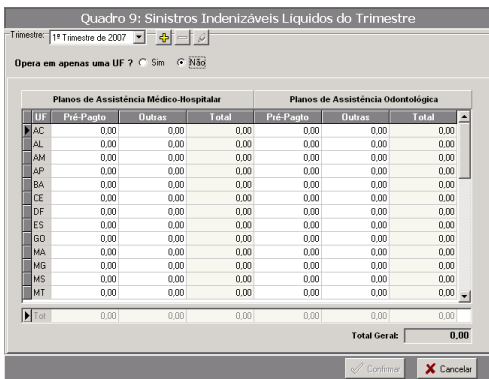 Quadro 9: Sinistros Indenizáveis Líquidos do Trimestre
Trimestre: 1º Trimestre de 2007
Opera em apenas uma UF ? Sim Não
Planos de Assistência Médico-Hospitalar Planos de Assistência Odontológica
UF Pré-Pagto Outras Total Pré-Pagto Outras Total
AC 0,00 0,00 0,00 0,00 0,00 0,00
AL 0,00 0,00 0,00 0,00 0,00 0,00
AM 0,00 0,00 0,00 0,00 0,00 0,00
AP 0,00 0,00 0,00 0,00 0,00 0,00
BA 0,00 0,00 0,00 0,00 0,00 0,00
CE 0,00 0,00 0,00 0,00 0,00 0,00
DF 0,00 0,00 0,00 0,00 0,00 0,00
ES 0,00 0,00 0,00 0,00 0,00 0,00
GO 0,00 0,00 0,00 0,00 0,00 0,00
MA 0,00 0,00 0,00 0,00 0,00 0,00
MG 0,00 0,00 0,00 0,00 0,00 0,00
MS 0,00 0,00 0,00 0,00 0,00 0,00
MT 0,00 0,00 0,00 0,00 0,00 0,00
Tot 0,00 0,00 0,00 0,00 0,00 0,00
Total Geral: 0,00
Confirmar Cancelar